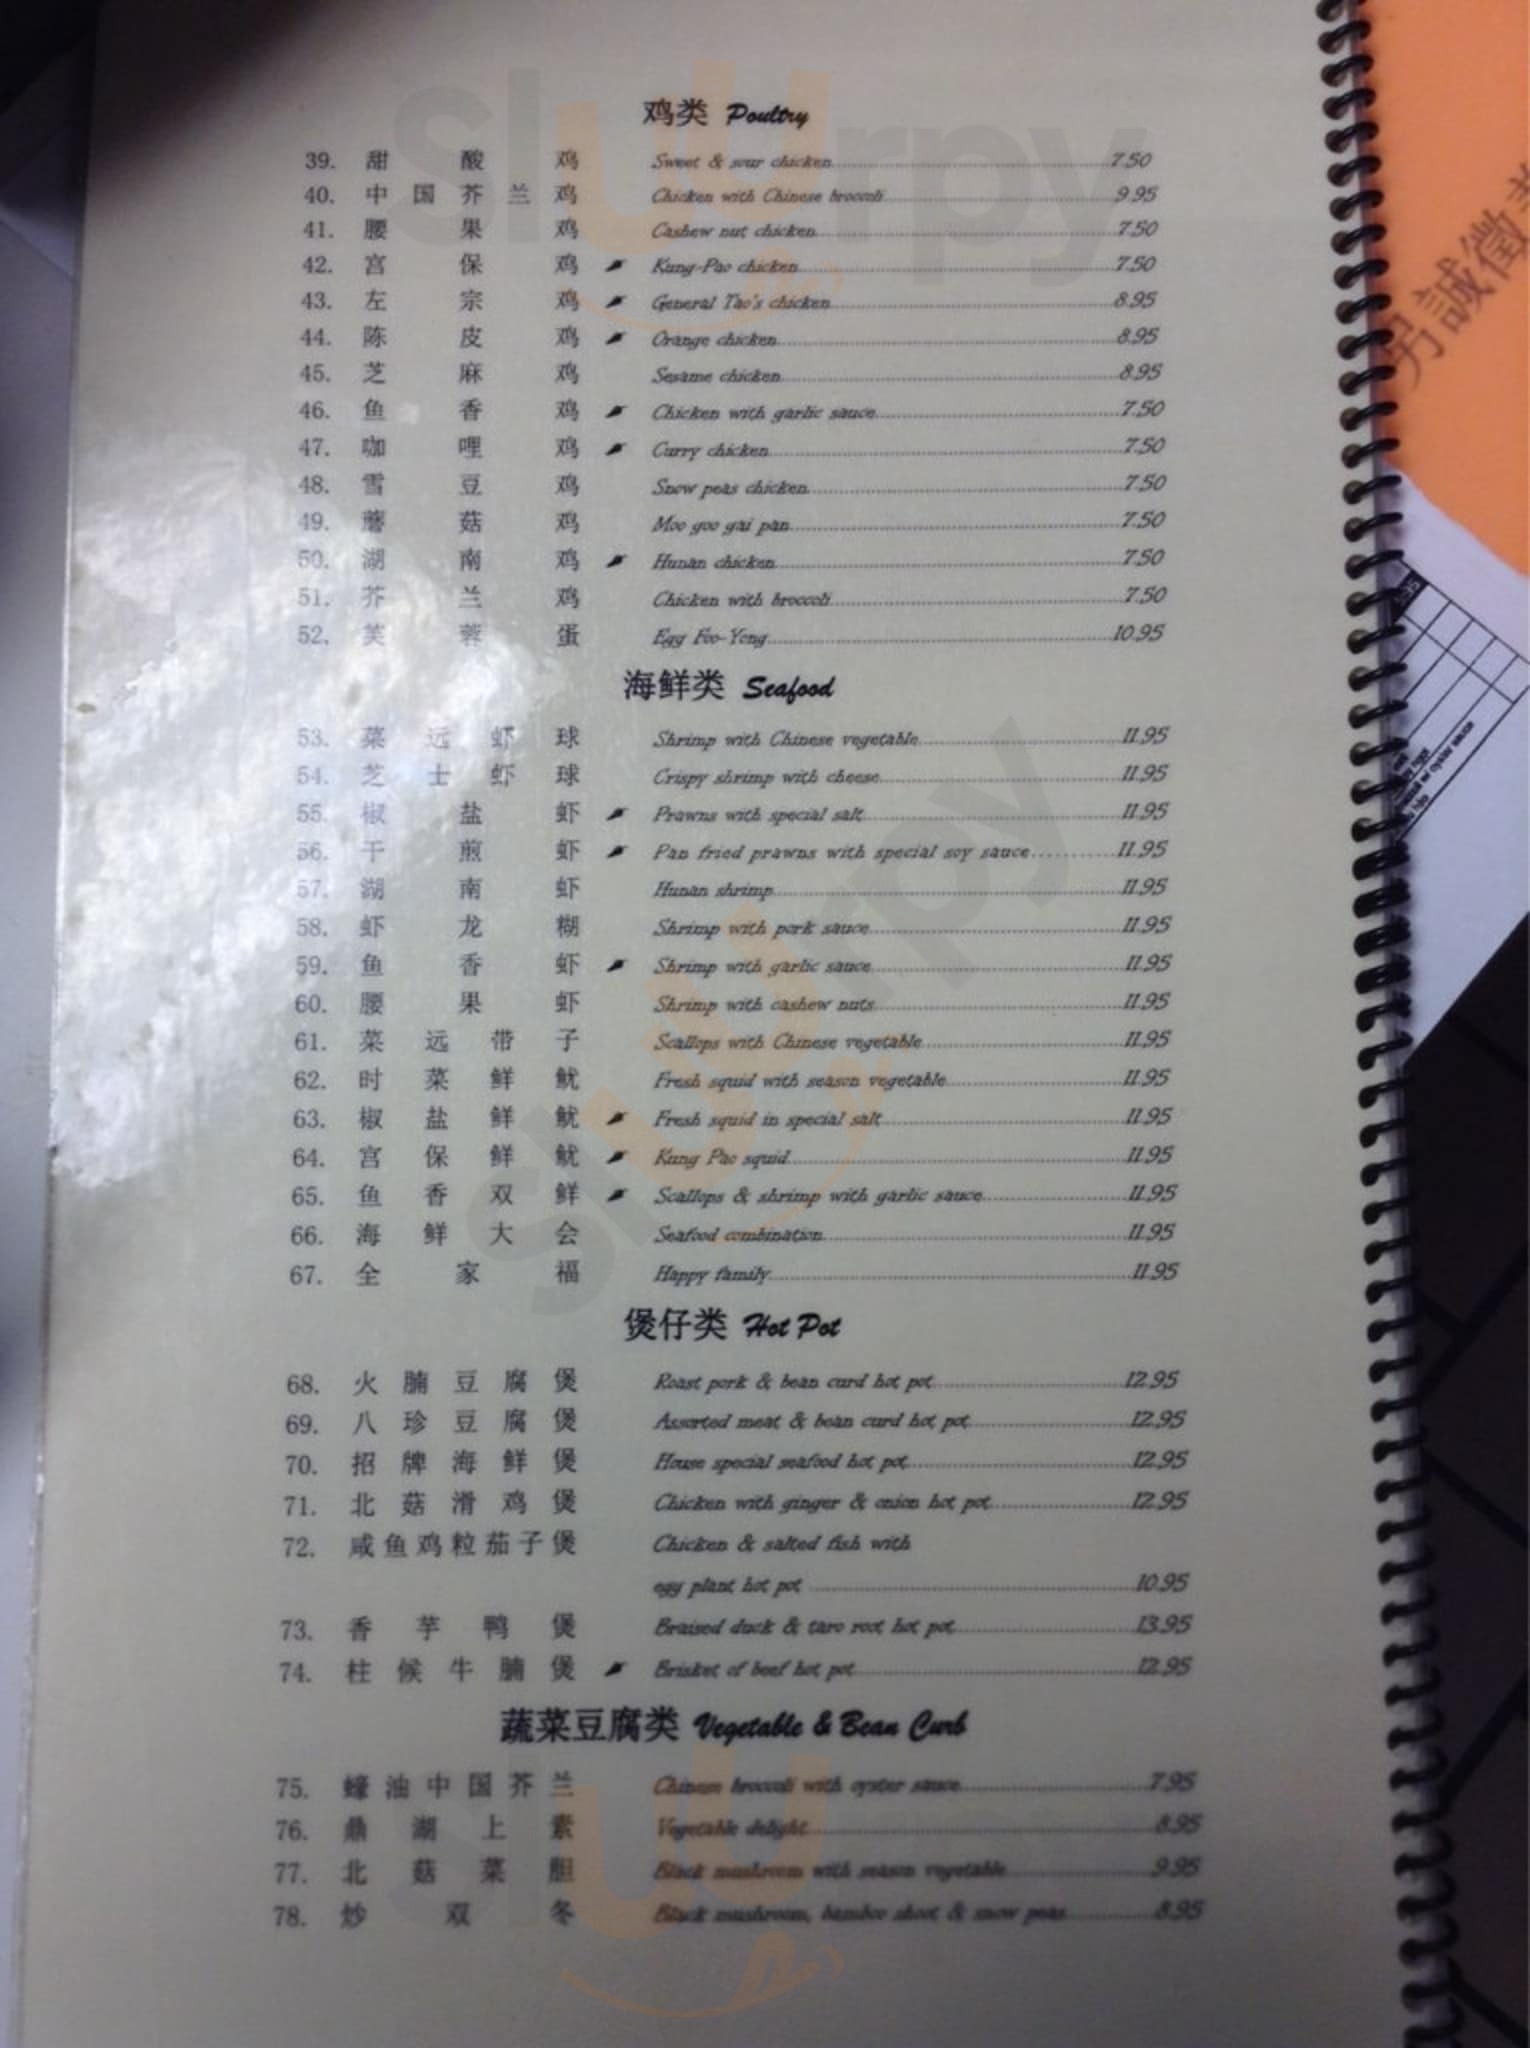 鸡类 Poultry
39. 甜酸鸡 Sweet & sour chicken 7.50
40. 中国芥兰鸡 Chicken with Chinese broccoli 9.95
41. 腰果鸡 Cashew nut chicken 7.50
42. 宫保鸡 Kung-Pao chicken 7.50
43. 左宗鸡 General Tao's chicken 8.95
44. 陈皮鸡 Orange chicken 8.95
45. 芝麻鸡 Sesame chicken 8.95
46. 鱼香鸡 Chicken with garlic sauce 7.50
47. 咖哩鸡 Curry chicken 7.50
48. 雪豆鸡 Snow peas chicken 7.50
49. 蘑菇鸡 Moo goo gai pan 7.50
50. 湖南鸡 Hunan chicken 7.50
51. 芥兰鸡 Chicken with broccoli 7.50
52. 芙蓉蛋 Egg Foo-Yong 10.95
海鲜类 Seafood
53. 菜远虾球 Shrimp with Chinese vegetable 11.95
54. 芝士虾球 Crispy shrimp with cheese 11.95
55. 椒盐虾 Prawns with special salt 11.95
56. 干煎虾 Pan fried prawns with special soy sauce 11.95
57. 湖南虾 Hunan shrimp 11.95
58. 虾龙糊 Shrimp with pork sauce 11.95
59. 鱼香虾 Shrimp with garlic sauce 11.95
60. 腰果虾 Shrimp with cashew nuts 11.95
61. 菜远带子 Scallops with Chinese vegetable 11.95
62. 时菜鲜鱿 Fresh squid with season vegetable 11.95
63. 椒盐鲜鱿 Fresh squid in special salt 11.95
64. 宫保鲜鱿 Kung Pao squid 11.95
65. 鱼香双鲜 Scallops & shrimp with garlic sauce 11.95
66. 海鲜大会 Seafood combination 11.95
67. 全家福 Happy family 11.95
煲仔类 Hot Pot
68. 火腩豆腐煲 Roast pork & bean curd hot pot 12.95
69. 八珍豆腐煲 Assorted meat & bean curd hot pot 12.95
70. 招牌海鲜煲 House special seafood hot pot 12.95
71. 北菇滑鸡煲 Chicken with ginger & onion hot pot 12.95
72. 咸鱼鸡粒茄子煲 Chicken & salted fish with
egg plant hot pot 10.95
73. 香芋鸭煲 Braised duck & taro root hot pot 13.95
74. 柱候牛腩煲 Brisket of beef hot pot 12.95
蔬菜豆腐类 Vegetable & Bean Curb
75. 蠔油中国芥兰 Chinese broccoli with oyster sauce 7.95
76. 鼎湖上素 Vegetable delight 8.95
77. 北菇菜胆 Black mushroom with season vegetable 9.95
78. 炒双冬 Black mushroom, bamboo shoot & snow peas 8.95
男誠徵
Slurpy
Slurpy